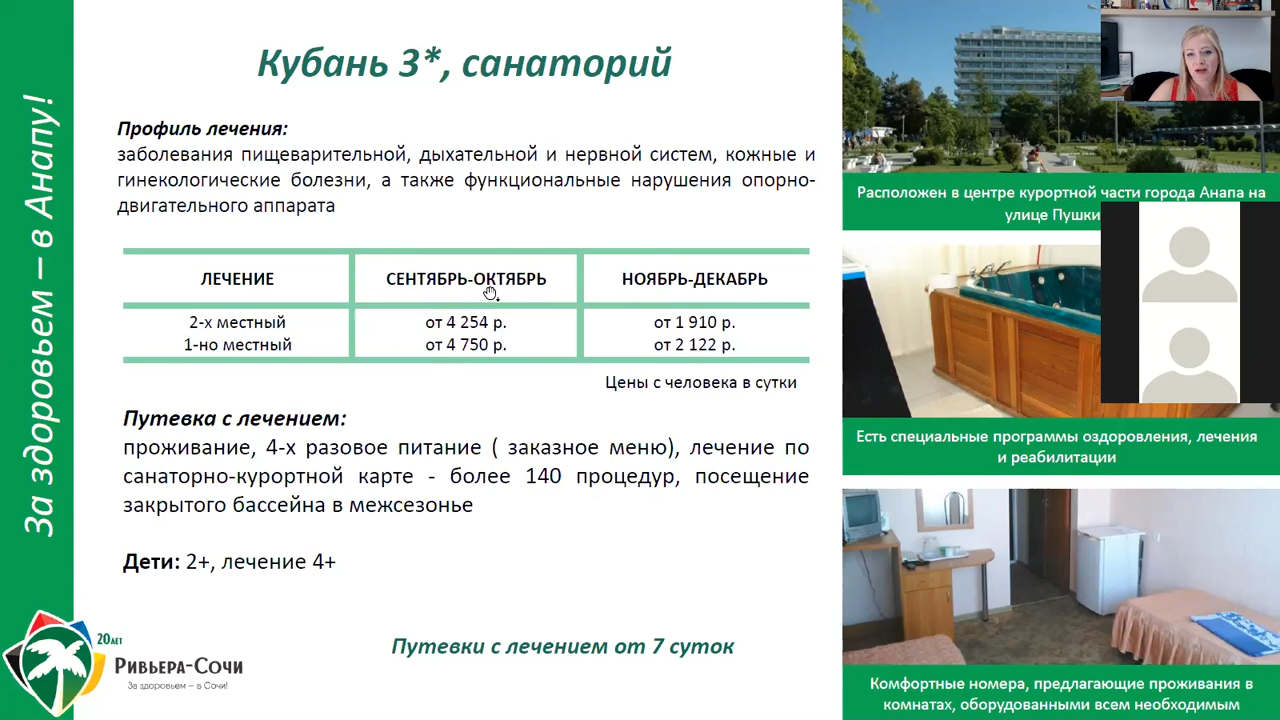 За здоровьем – в Анапу!
Кубань 3*, санаторий
Профиль лечения:
заболевания пищеварительной, дыхательной и нервной систем, кожные и
гинекологические болезни, а также функциональные нарушения опорно-
двигательного аппарата
ЛЕЧЕНИЕ СЕНТЯБРЬ-ОКТЯБРЬ НОЯБРЬ-ДЕКАБРЬ
2-х местный от 4 254 р. от 1 910 р.
1-но местный от 4 750 р. от 2 122 р.
Цены с человека в сутки
Путевка с лечением:
проживание, 4-х разовое питание ( заказное меню), лечение по
санаторно-курортной карте - более 140 процедур, посещение
закрытого бассейна в межсезонье
Дети: 2+, лечение 4+
Путевки с лечением от 7 суток
20 ЛЕТ
Ривьера-Сочи
За здоровьем – в Сочи!
Расположен в центре курортной части города Анапа на
улице
Есть специальные программы оздоровления, лечения
и реабилитации
Комфортные номера, предлагающие проживания в
комнатах, оборудованными всем необходимым